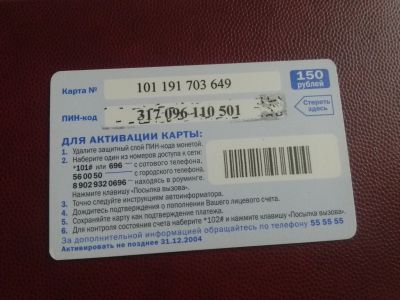 Карта № 101 191 703 649 150 рублей
ПИН-код 317 096 110 501 Стереть здесь
ДЛЯ АКТИВАЦИИ КАРТЫ:
1. Удалите защитный слой ПИН-кода монетой.
2. Наберите один из номеров доступа к сети:
*101# или 696 — с сотового телефона,
56 00 50 — с городского телефона,
8 902 932 0696 — находясь в роуминге.
Нажмите клавишу «Посылка вызова».
3. Точно следуйте инструкциям автоинформатора.
4. Дождитесь подтверждения о пополнении Вашего лицевого счета.
5. Сохраняйте карту как подтверждение платежа.
6. Для контроля состояния счета наберите *102# и нажмите клавишу «Посылка вызова».
За дополнительной информацией обращайтесь по телефону 55 55 55
Активировать не позднее 31.12.2004